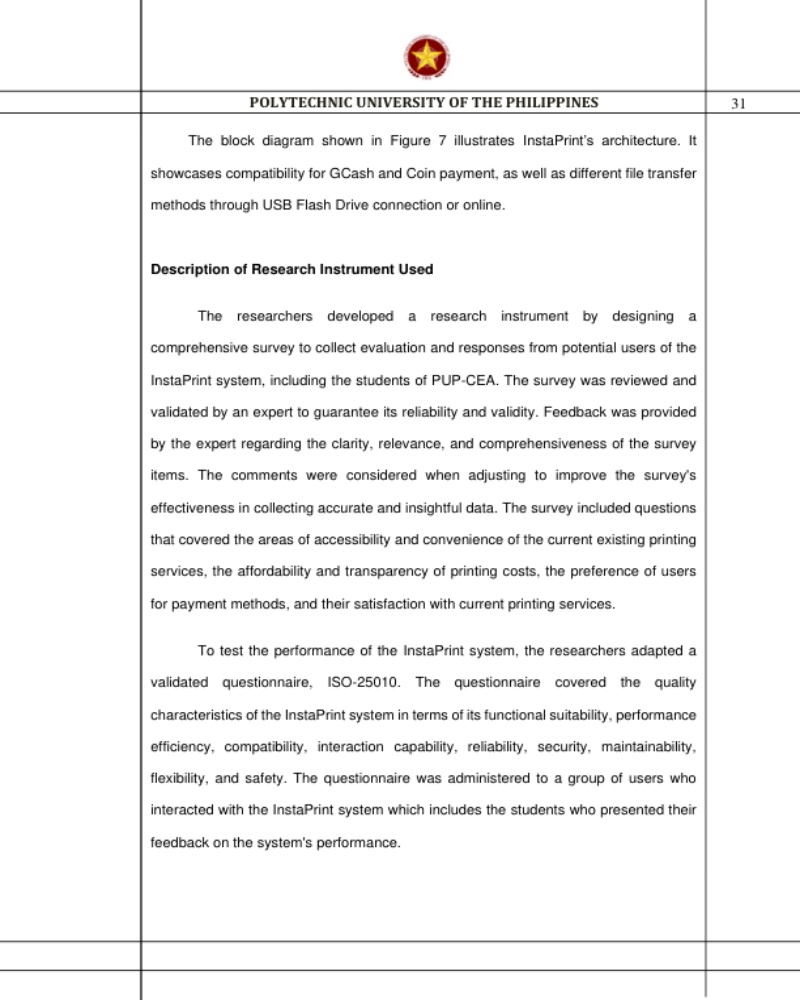 POLYTECHNIC UNIVERSITY OF THE PHILIPPINES
31
The block diagram shown in Figure 7 illustrates InstaPrint's architecture. It
showcases compatibility for GCash and Coin payment, as well as different file transfer
methods through USB Flash Drive connection or online.
Description of Research Instrument Used
The researchers developed a research instrument by designing a
comprehensive survey to collect evaluation and responses from potential users of the
InstaPrint system, including the students of PUP-CEA. The survey was reviewed and
validated by an expert to guarantee its reliability and validity. Feedback was provided
by the expert regarding the clarity, relevance, and comprehensiveness of the survey
items. The comments were considered when adjusting to improve the survey's
effectiveness in collecting accurate and insightful data. The survey included questions
that covered the areas of accessibility and convenience of the current existing printing
services, the affordability and transparency of printing costs, the preference of users
for payment methods, and their satisfaction with current printing services.
To test the performance of the InstaPrint system, the researchers adapted a
validated questionnaire, ISO-25010. The questionnaire covered the quality
characteristics of the InstaPrint system in terms of its functional suitability, performance
efficiency, compatibility, interaction capability, reliability, security, maintainability,
flexibility, and safety. The questionnaire was administered to a group of users who
interacted with the InstaPrint system which includes the students who presented their
feedback on the system's performance.